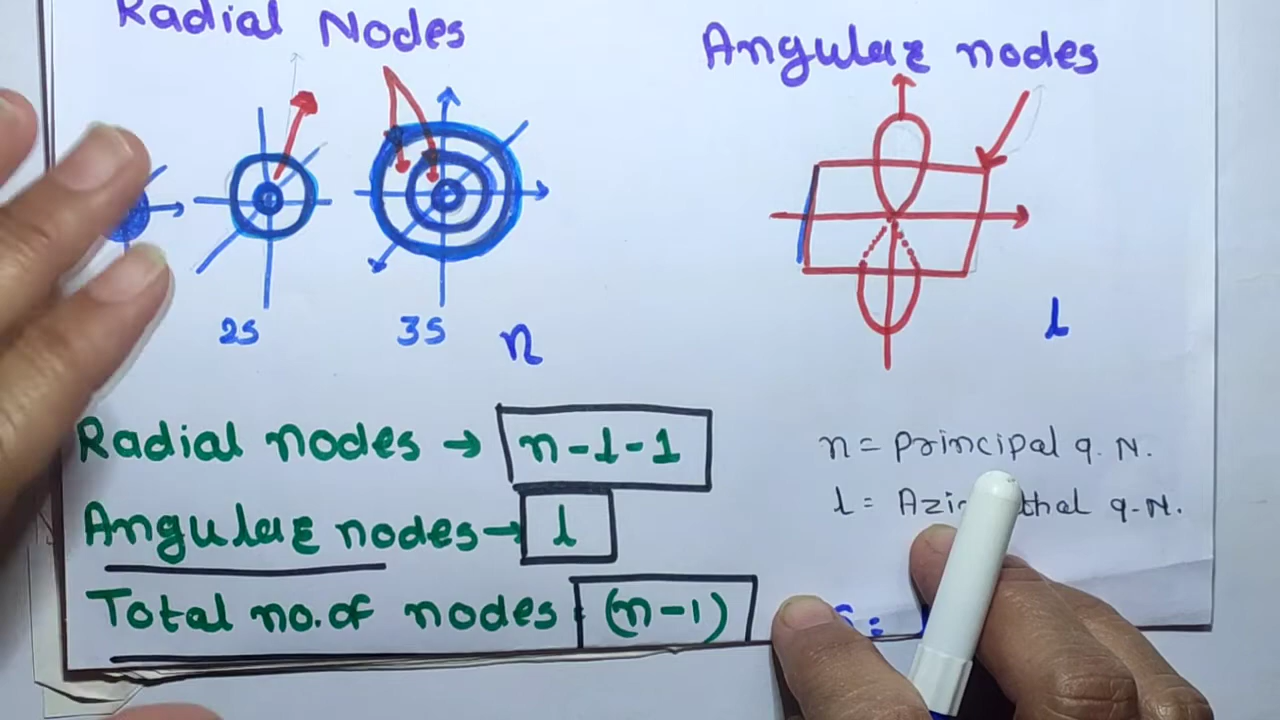 Radial Nodes
Angular nodes
2S
3S
n
l
Radial nodes → n-l-1
n = principal q. N.
Angular nodes → l
l = q.N.
Total no. of nodes (n-1)